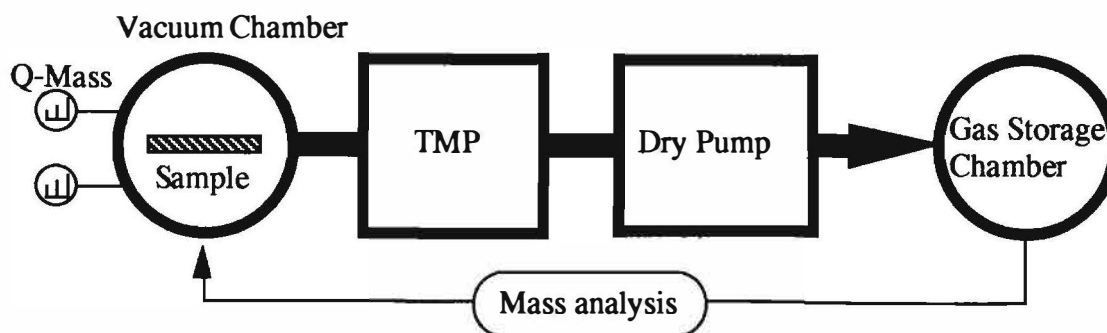 Vacuum Chamber
Q-Mass
Sample
TMP
Dry Pump
Gas Storage
Chamber
Mass analysis